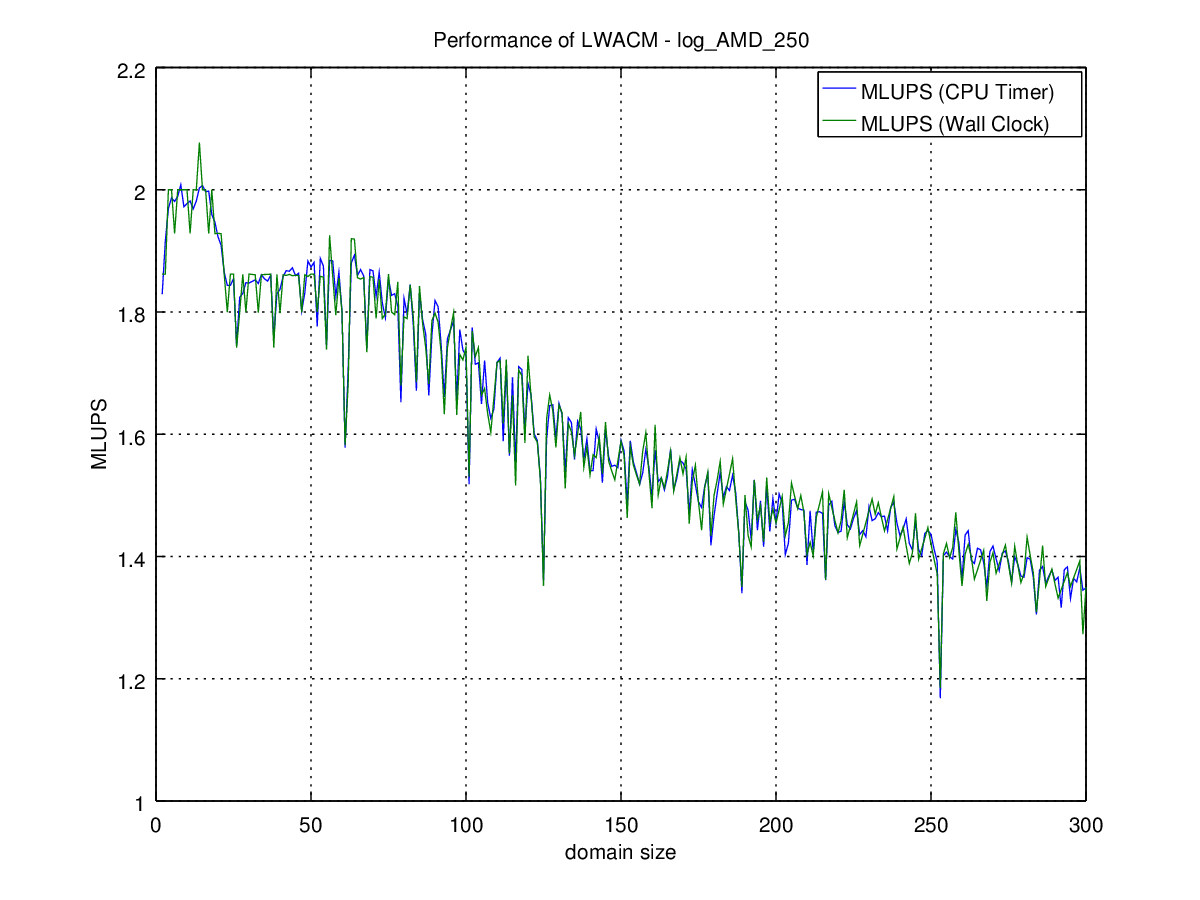 Performance of LWACM - log_AMD_250
MLUPS (CPU Timer)
MLUPS (Wall Clock)
2.2
2
1.8
1.6
1.4
1.2
1
MLUPS
0 50 100 150 200 250 300
domain size